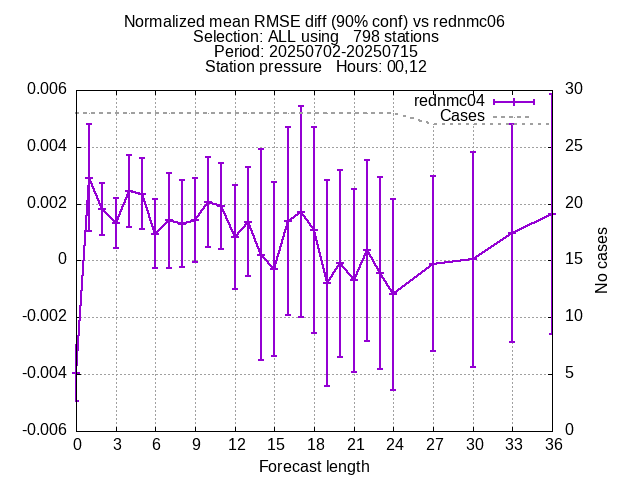 Normalized mean RMSE diff (90% conf) vs rednmc06
Selection: ALL using   798 stations
Period: 20250702-20250715
Station pressure   Hours: 00,12
0.006
0.004
0.002
0
-0.002
-0.004
-0.006
rednmc04
Cases
30
25
20
15
10
5
0
No cases
0 3 6 9 12 15 18 21 24 27 30 33 36
Forecast length